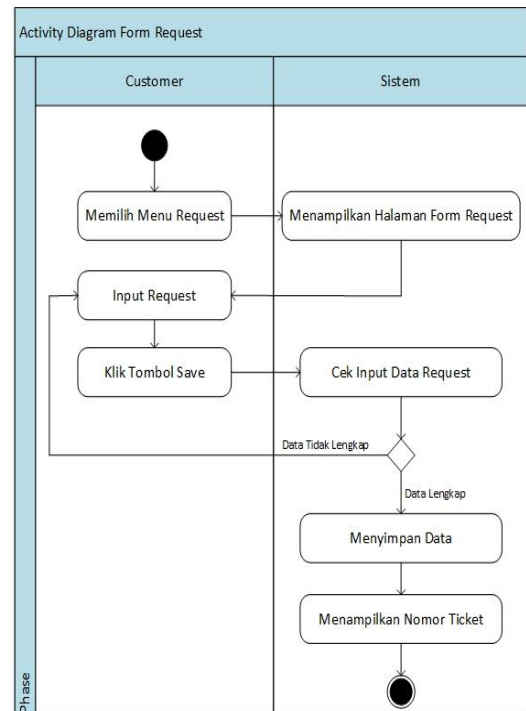 Activity Diagram Form Request
Customer
Sistem
Memilih Menu Request
Menampilkan Halaman Form Request
Input Request
Klik Tombol Save
Cek Input Data Request
Data Tidak Lengkap
Data Lengkap
Menyimpan Data
Menampilkan Nomor Ticket
Phase